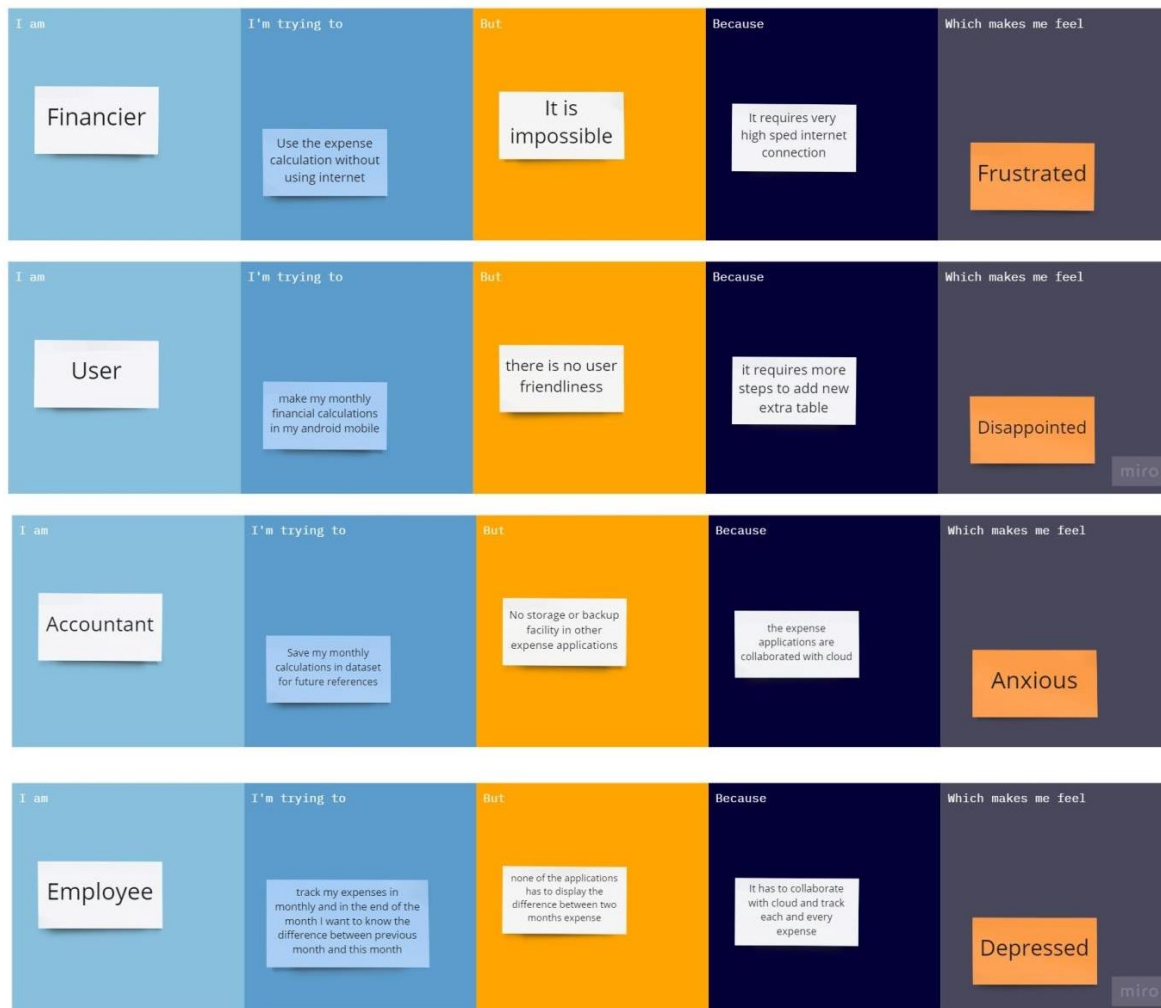 I am
I'm trying to
But
Because
Which makes me feel
Financier
Use the expense
calculation without
using internet
It is
impossible
It requires very
high sped internet
connection
Frustrated
I am
I'm trying to
But
Because
Which makes me feel
User
make my monthly
financial calculations
in my android mobile
there is no user
friendliness
it requires more
steps to add new
extra table
Disappointed
miro
I am
I'm trying to
But
Because
Which makes me feel
Accountant
Save my monthly
calculations in dataset
for future references
No storage or backup
facility in other
expense applications
the expense
applications are
collaborated with cloud
Anxious
I am
I'm trying to
But
Because
Which makes me feel
Employee
track my expenses in
monthly and in the end of the
month I want to know the
difference between previous
month and this month
none of the applications
has to display the
difference between two
months expense
It has to collaborate
with cloud and track
each and every
expense
Depressed
miro